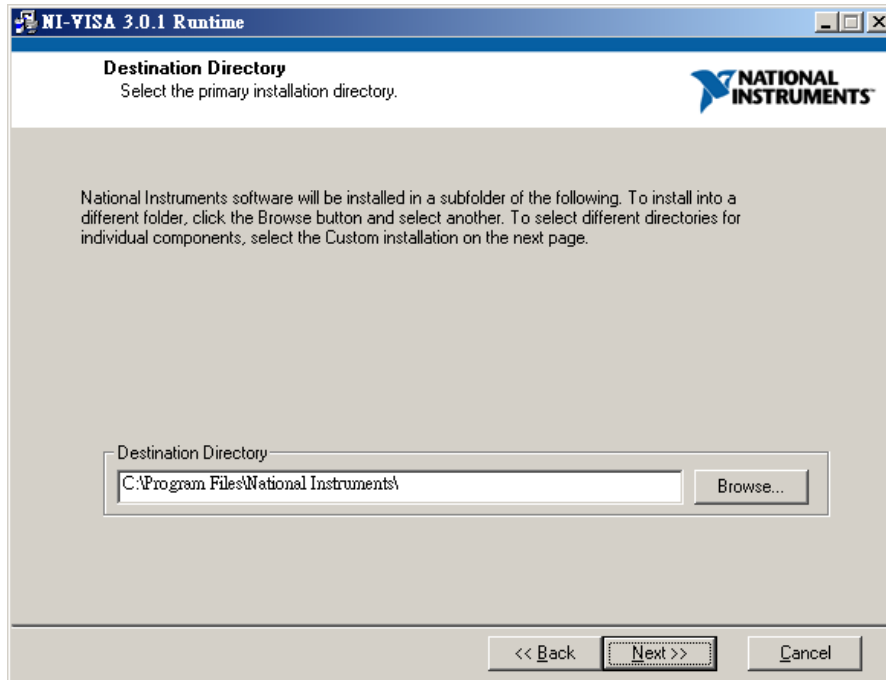 NI-VISA 3.0.1 Runtime
Destination Directory
Select the primary installation directory.
NATIONAL
INSTRUMENTS™
National Instruments software will be installed in a subfolder of the following. To install into a
different folder, click the Browse button and select another. To select different directories for
individual components, select the Custom installation on the next page.
Destination Directory
C:\Program Files\National Instruments\
Browse...
<< Back
Next >>
Cancel